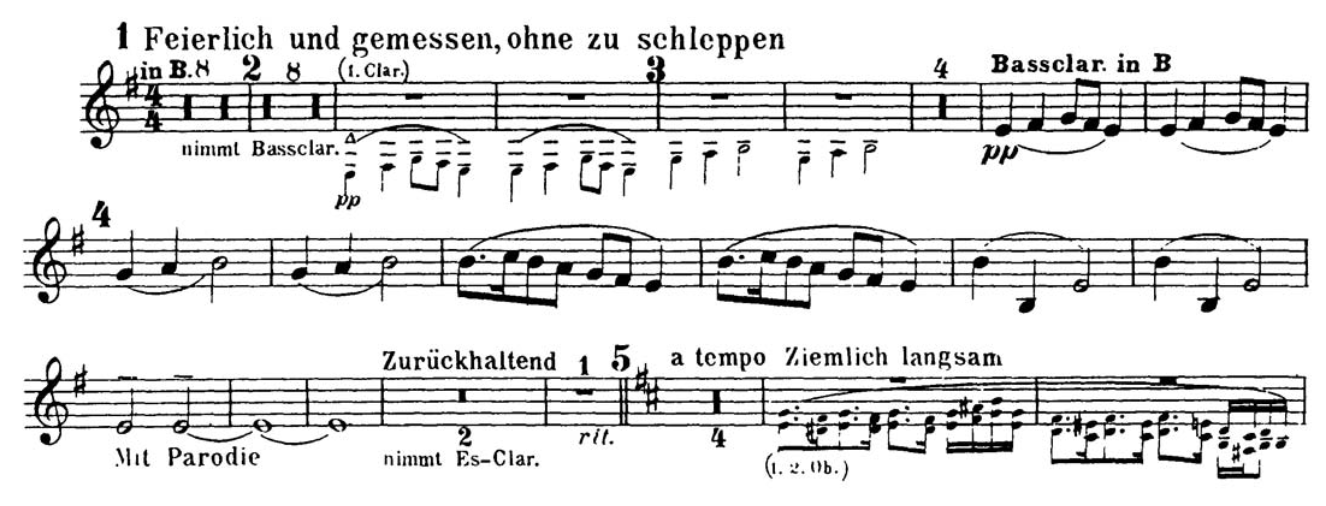 1 Feierlich und gemessen, ohne zu schleppen
in B. 8 2 8 (1. Clar.) 3 4 Bassclar. in B
4
4
nimmt Bassclar. pp pp
4
Zurückhaltend 1 5 a tempo Ziemlich langsam
Mit Parodie nimmt Es-Clar. 2 rit. 4 (1. 2. Ob.)